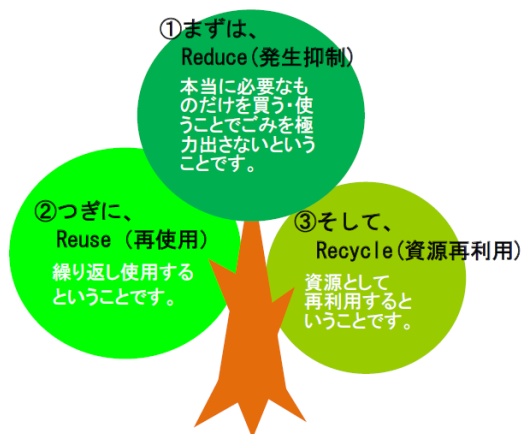 ①まずは、
Reduce(発生抑制)
本当に必要なも
のだけを買う・使
うことでごみを極
力出さないという
ことです。
②つぎに、
Reuse (再使用)
繰り返し使用する
ということです。
③そして、
Recycle(資源再利用)
資源として
再利用すると
いうことです。